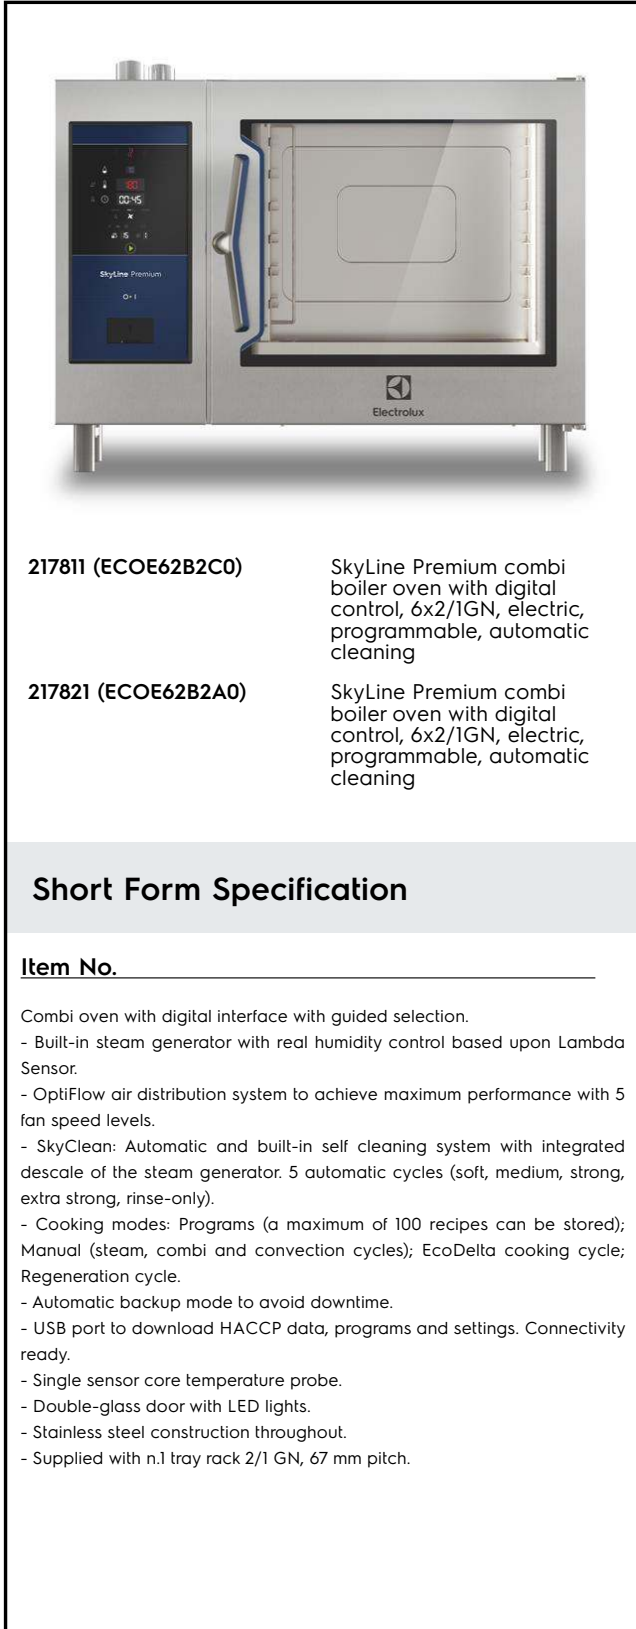 180
00:45
SkyLine Premium
Electrolux
217811 (ECOE62B2C0)
SkyLine Premium combi
boiler oven with digital
control, 6x2/1GN, electric,
programmable, automatic
cleaning
217821 (ECOE62B2A0)
SkyLine Premium combi
boiler oven with digital
control, 6x2/1GN, electric,
programmable, automatic
cleaning
Short Form Specification
Item No.
Combi oven with digital interface with guided selection.
- Built-in steam generator with real humidity control based upon Lambda
Sensor.
- OptiFlow air distribution system to achieve maximum performance with 5
fan speed levels.
- SkyClean: Automatic and built-in self cleaning system with integrated
descale of the steam generator. 5 automatic cycles (soft, medium, strong,
extra strong, rinse-only).
- Cooking modes: Programs (a maximum of 100 recipes can be stored);
Manual (steam, combi and convection cycles); EcoDelta cooking cycle;
Regeneration cycle.
- Automatic backup mode to avoid downtime.
- USB port to download HACCP data, programs and settings. Connectivity
ready.
- Single sensor core temperature probe.
- Double-glass door with LED lights.
- Stainless steel construction throughout.
- Supplied with n.1 tray rack 2/1 GN, 67 mm pitch.